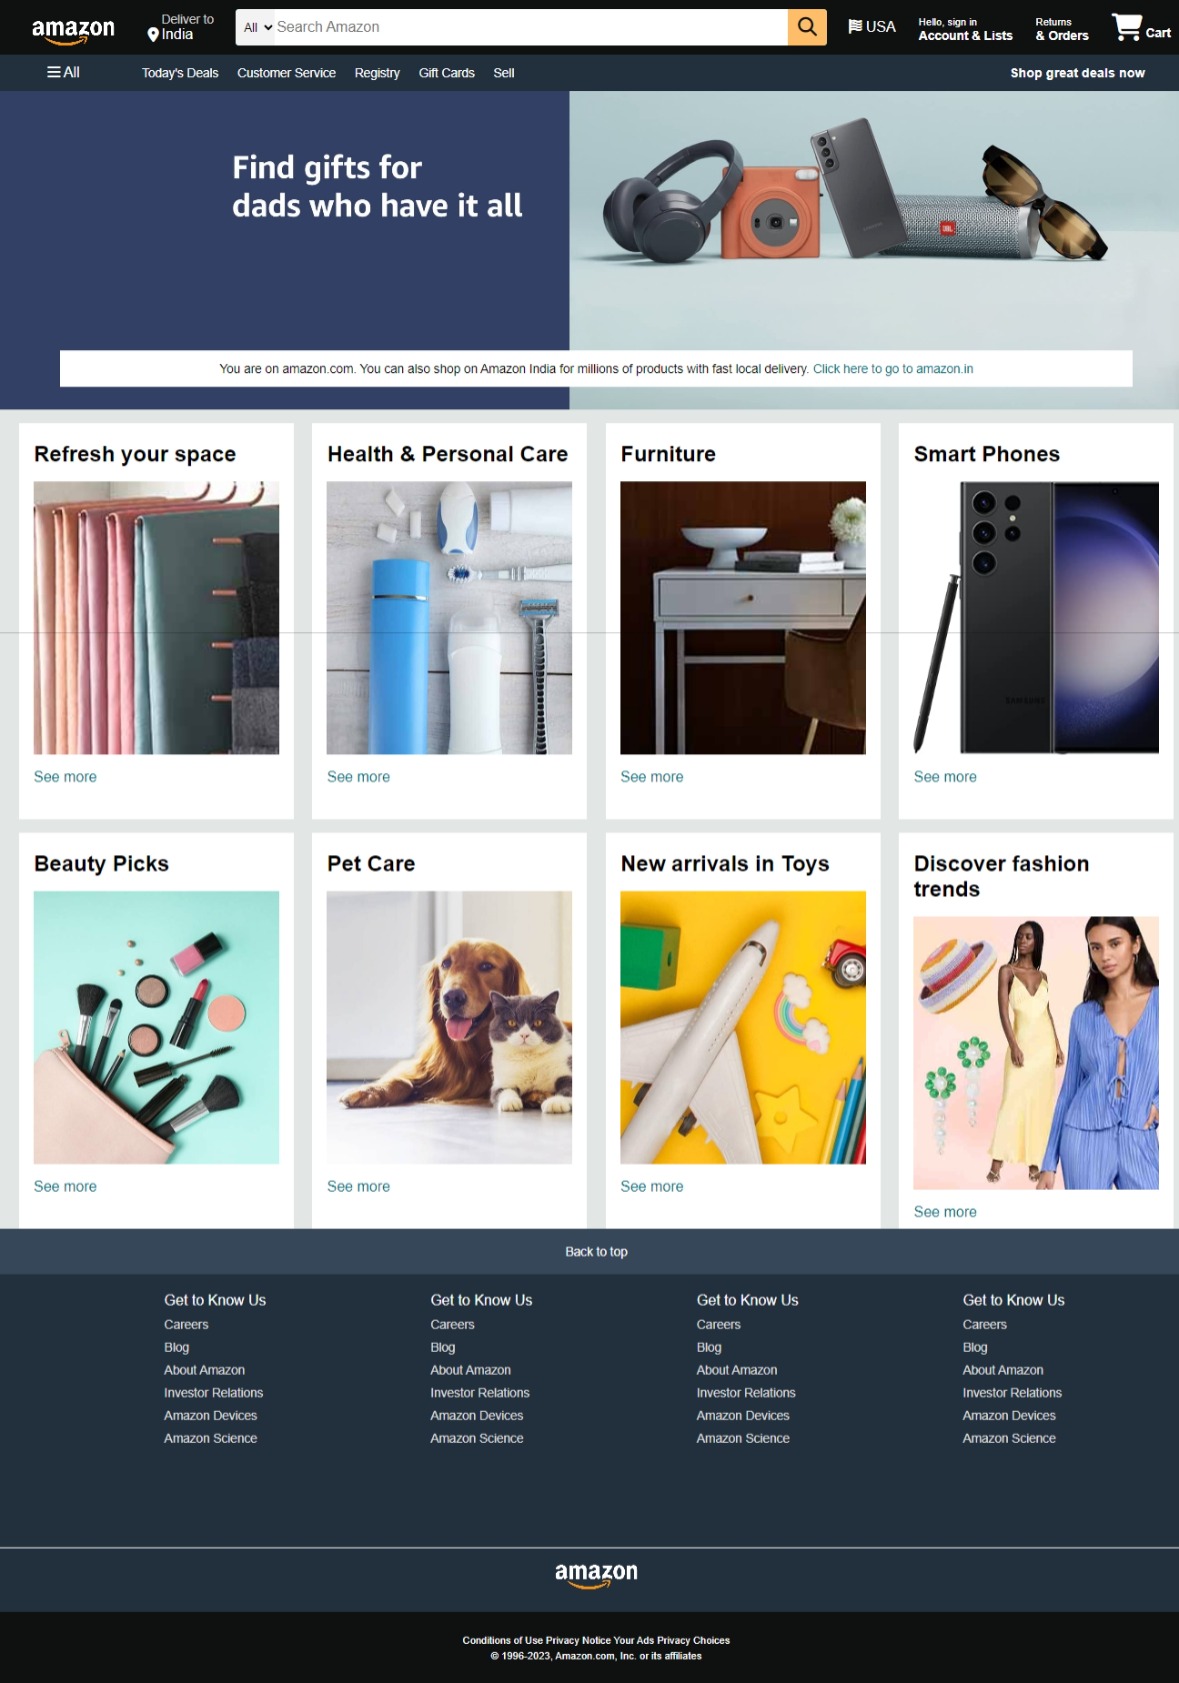 amazon
Deliver to
India
All
Search Amazon
USA
Hello, sign in
Account & Lists
Returns
& Orders
Cart
All
Today's Deals
Customer Service
Registry
Gift Cards
Sell
Shop great deals now
Find gifts for
dads who have it all
JBL
You are on amazon.com. You can also shop on Amazon India for millions of products with fast local delivery. Click here to go to amazon.in
Refresh your space
Health & Personal Care
Furniture
Smart Phones
SAMSUNG
See more
See more
See more
See more
Beauty Picks
Pet Care
New arrivals in Toys
Discover fashion
trends
See more
See more
See more
See more
Back to top
Get to Know Us
Careers
Blog
About Amazon
Investor Relations
Amazon Devices
Amazon Science
Get to Know Us
Careers
Blog
About Amazon
Investor Relations
Amazon Devices
Amazon Science
Get to Know Us
Careers
Blog
About Amazon
Investor Relations
Amazon Devices
Amazon Science
Get to Know Us
Careers
Blog
About Amazon
Investor Relations
Amazon Devices
Amazon Science
amazon
Conditions of Use Privacy Notice Your Ads Privacy Choices
© 1996-2023, Amazon.com, Inc. or its affiliates